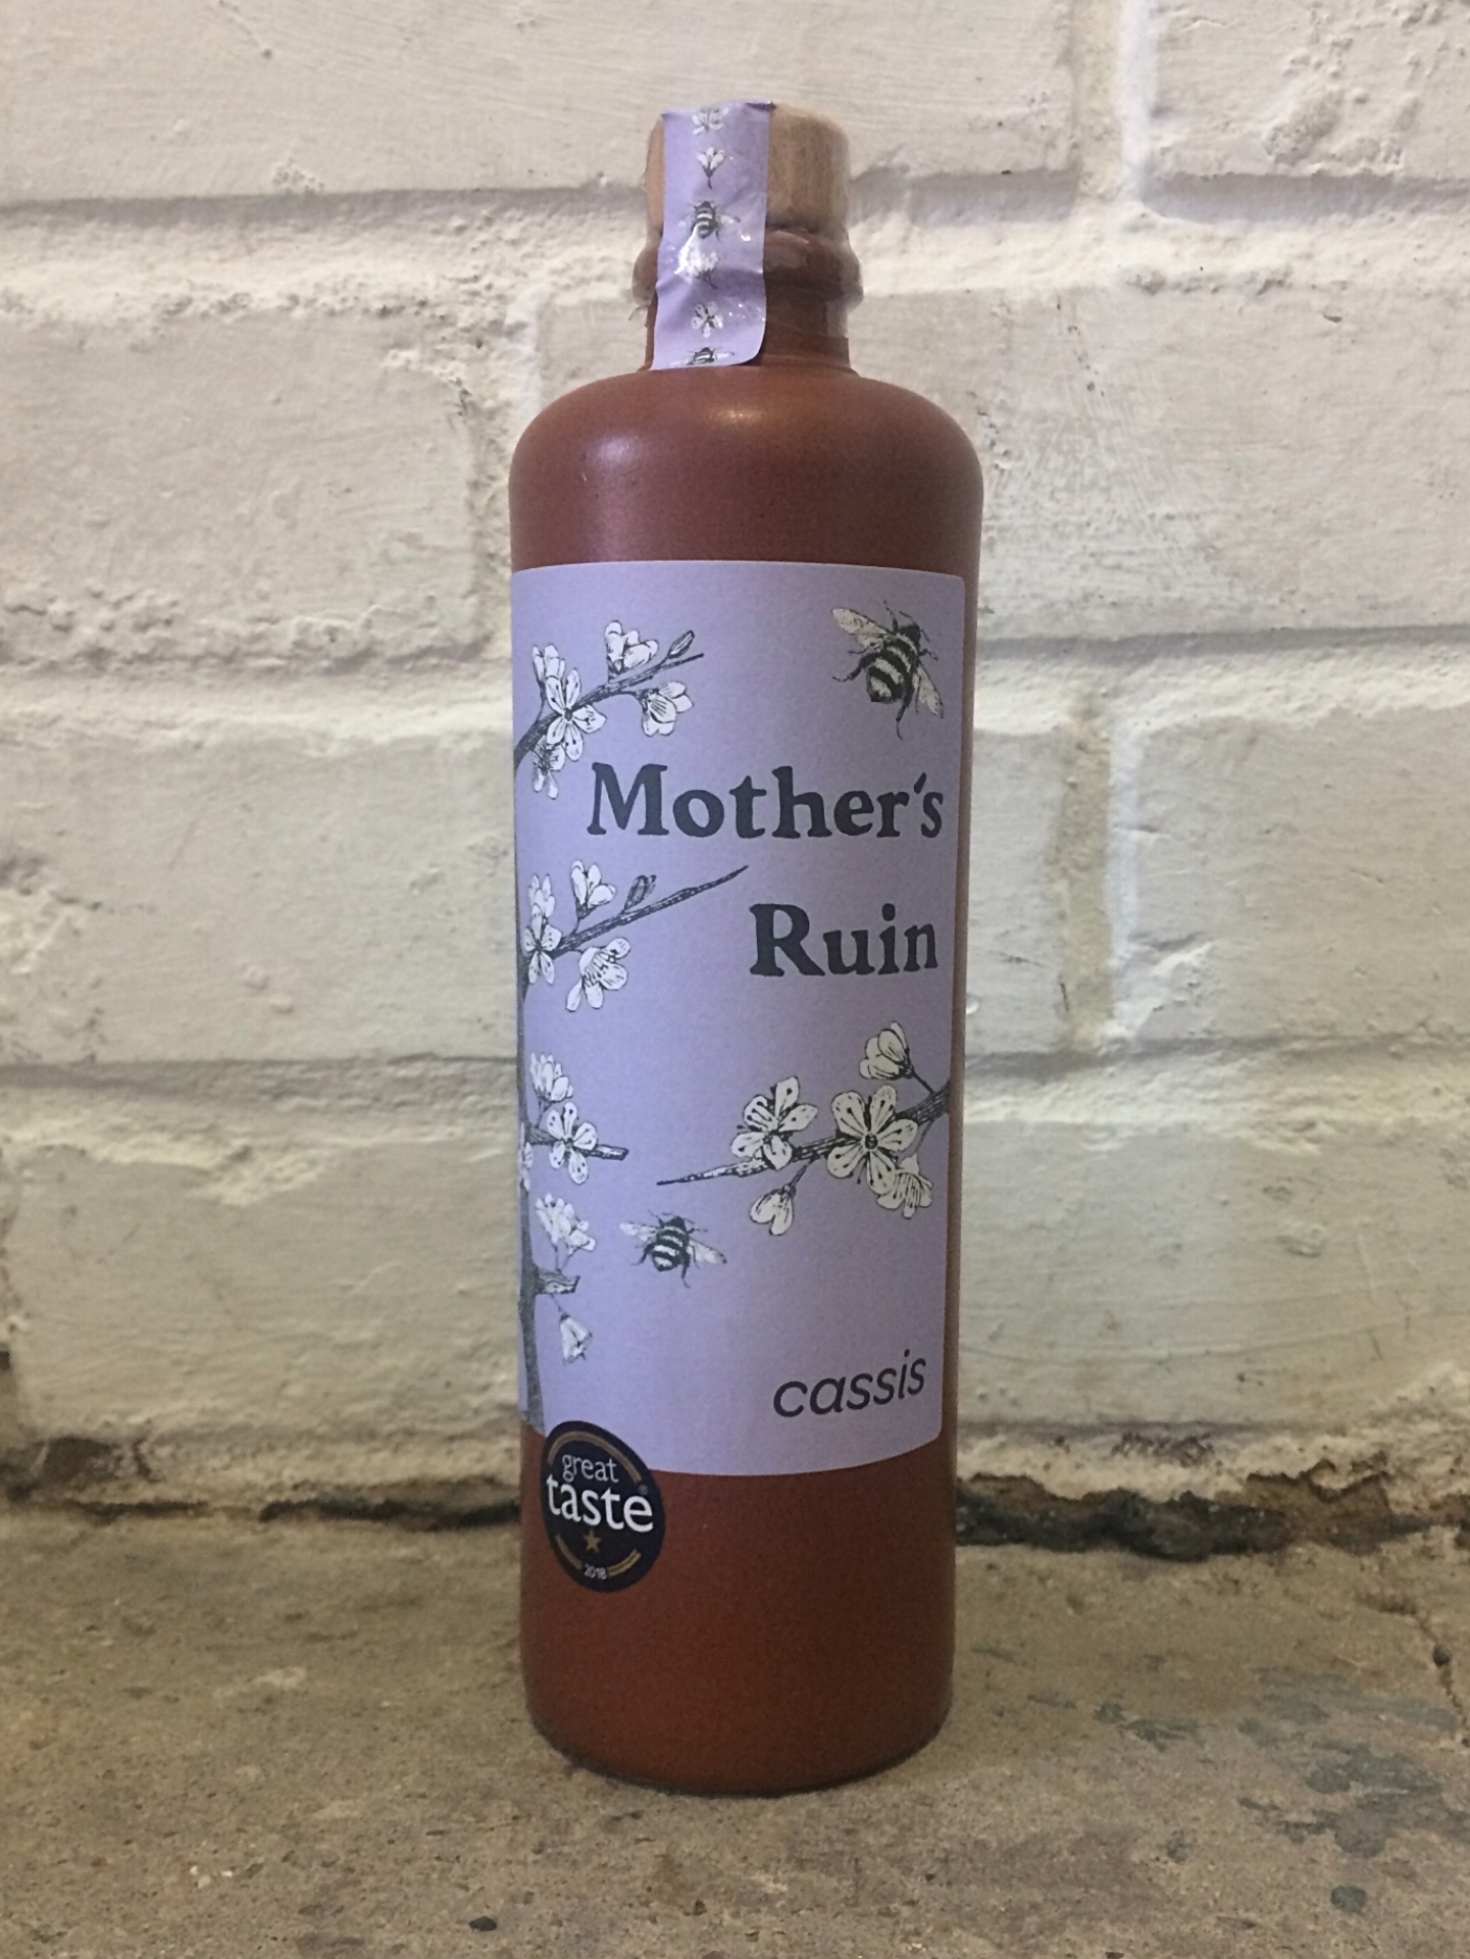 Mother's
Ruin
cassis
great
taste
2018